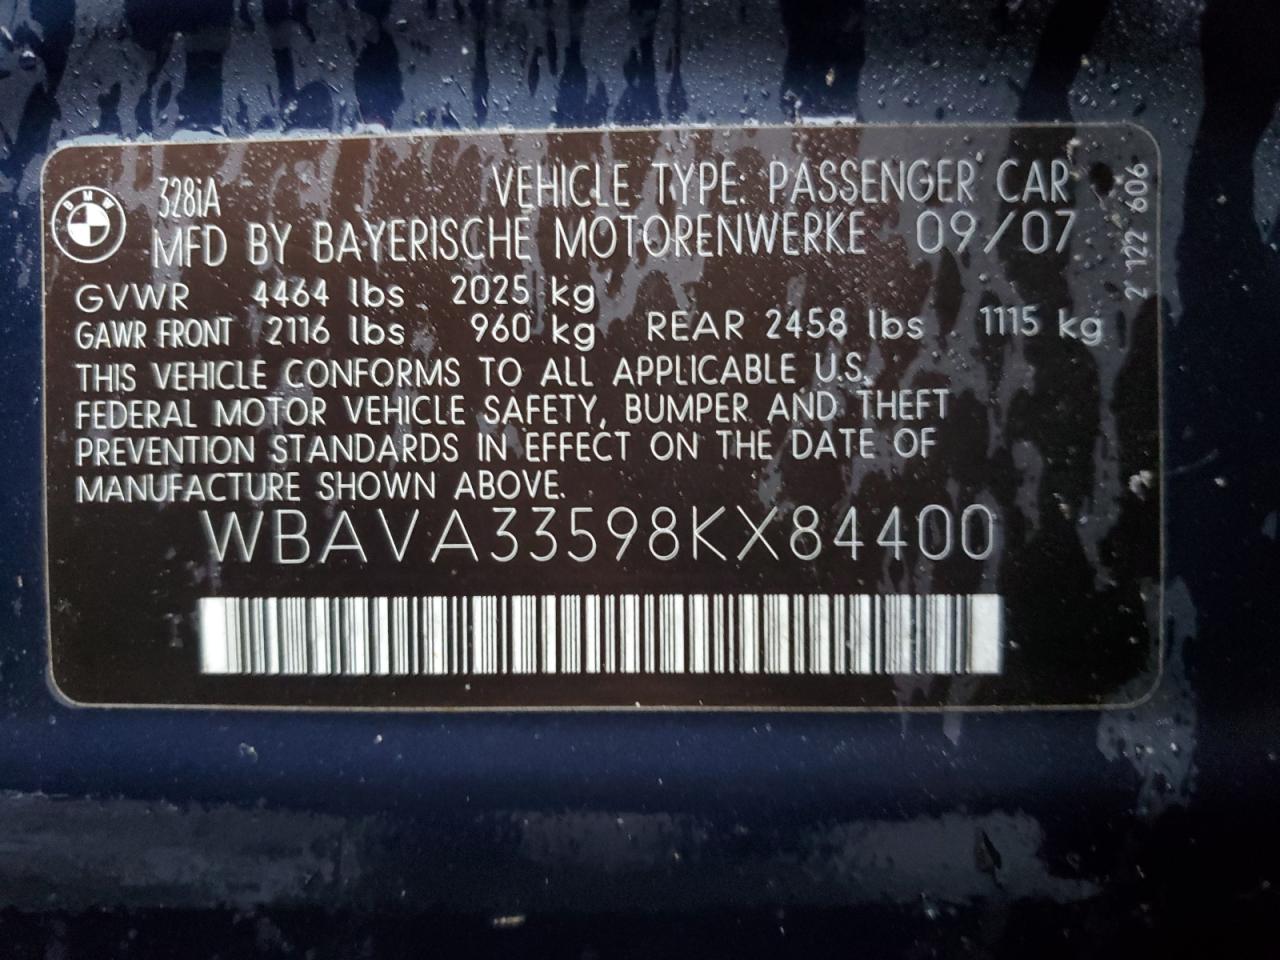 BMW
328iA VEHICLE TYPE: PASSENGER CAR
MFD BY BAYERISCHE MOTORENWERKE 09/07
GVWR 4464 lbs 2025 kg
GAWR FRONT 2116 lbs 960 kg REAR 2458 lbs 1115 kg
THIS VEHICLE CONFORMS TO ALL APPLICABLE U.S.
FEDERAL MOTOR VEHICLE SAFETY, BUMPER AND THEFT
PREVENTION STANDARDS IN EFFECT ON THE DATE OF
MANUFACTURE SHOWN ABOVE.
WBAVA33598KX84400
2 122 606